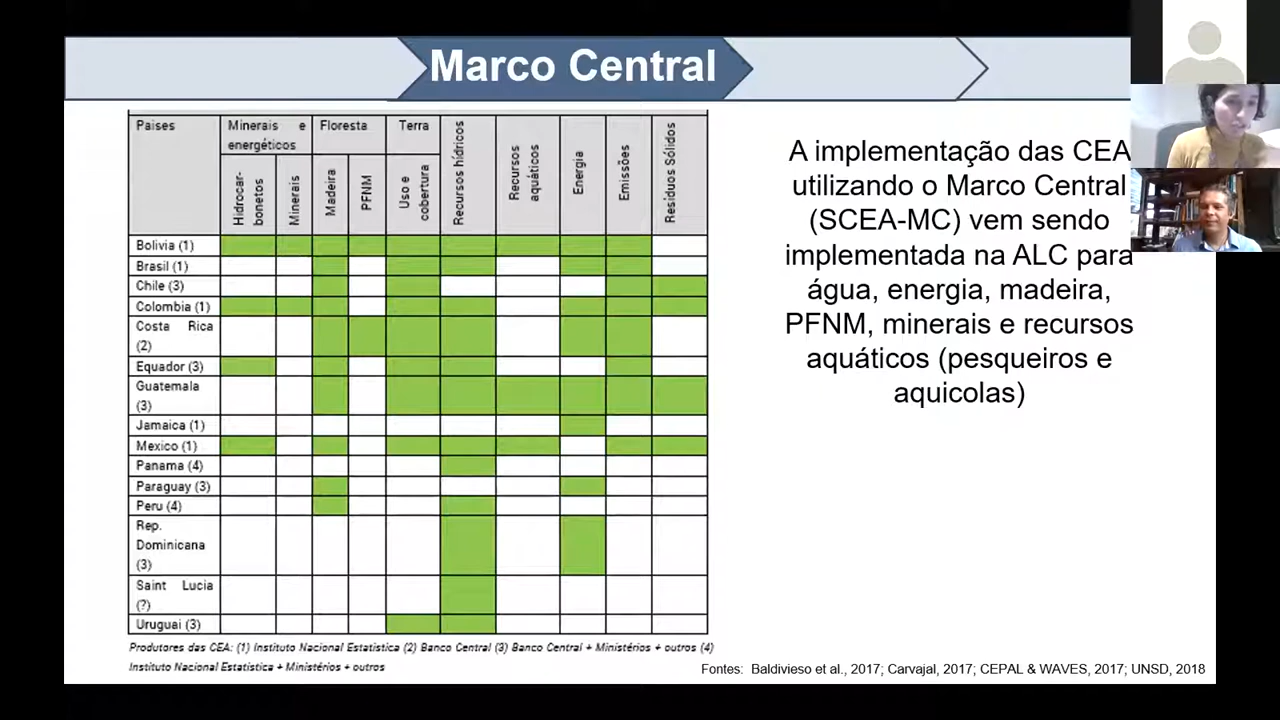 Marco Central
Paises
Minerais e
energéticos
Floresta
Terra
Hidrocar-
bonetos
Minerais
Madeira
PFNM
Uso e
cobertura
Recursos hídricos
Recursos
aquáticos
Energia
Emissões
Residuos Sólidos
Bolivia (1)
Brasil (1)
Chile (3)
Colombia (1)
Costa Rica
(2)
Equador (3)
Guatemala
(3)
Jamaica (1)
Mexico (1)
Panama (4)
Paraguay (3)
Peru (4)
Rep.
Dominicana
(3)
Saint Lucia
(?)
Uruguai (3)
Produtores das CEA: (1) Instituto Nacional Estatistica (2) Banco Central (3) Banco Central + Ministérios + outros (4)
Instituto Nacional Estatistica + Ministérios + outros
A implementação das CEA
utilizando o Marco Central
(SCEA-MC) vem sendo
implementada na ALC para
água, energia, madeira,
PFNM, minerais e recursos
aquáticos (pesqueiros e
aquicolas)
Fontes: Baldivieso et al., 2017; Carvajal, 2017; CEPAL & WAVES, 2017; UNSD, 2018